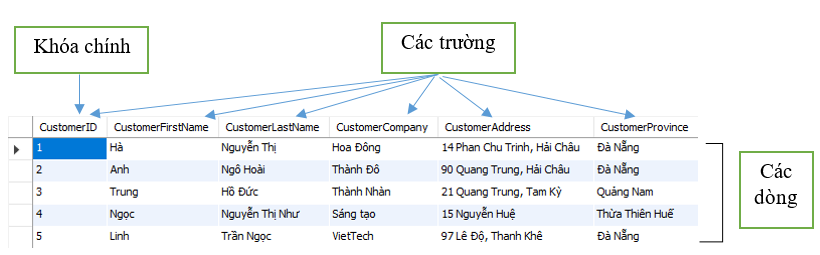 Khóa chính
Các trường
CustomerID CustomerFirstName CustomerLastName CustomerCompany CustomerAddress CustomerProvince
1 Hà Nguyễn Thị Hoa Đông 14 Phan Chu Trinh, Hải Châu Đà Nẵng
2 Anh Ngô Hoài Thành Đô 90 Quang Trung, Hải Châu Đà Nẵng
3 Trung Hồ Đức Thành Nhàn 21 Quang Trung, Tam Kỳ Quảng Nam
4 Ngọc Nguyễn Thị Như Sáng tạo 15 Nguyễn Huệ Thừa Thiên Huế
5 Linh Trần Ngọc VietTech 97 Lê Độ, Thanh Khê Đà Nẵng
Các
dòng